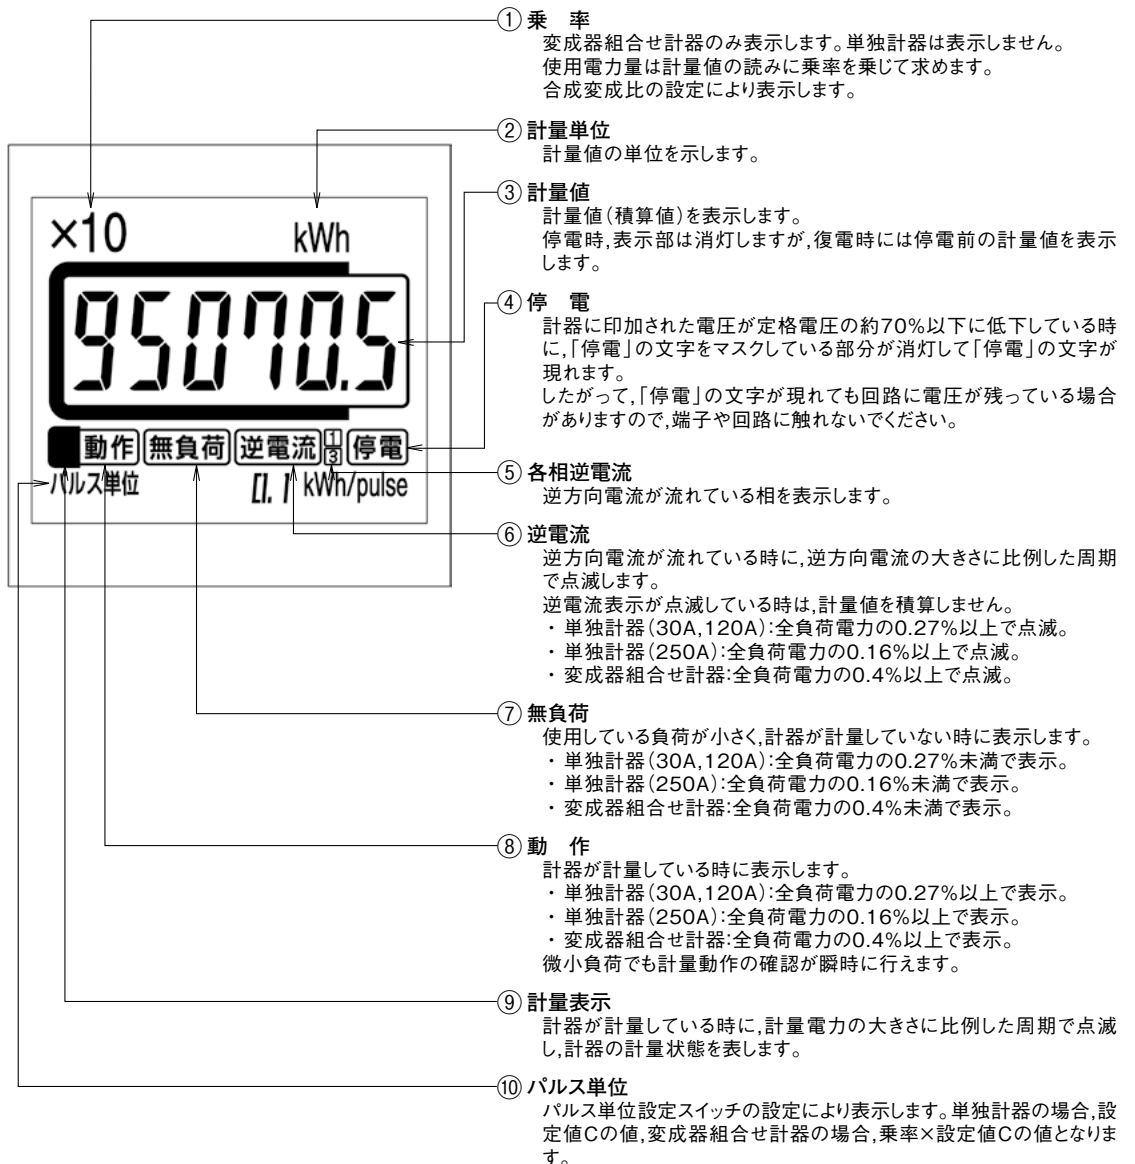 ① 乗　率
変成器組合せ計器のみ表示します。単独計器は表示しません。
使用電力量は計量値の読みに乗率を乗じて求めます。
合成変成比の設定により表示します。
② 計量単位
計量値の単位を示します。
③ 計量値
計量値(積算値)を表示します。
停電時,表示部は消灯しますが,復電時には停電前の計量値を表示
します。
④ 停　電
計器に印加された電圧が定格電圧の約70%以下に低下している時
に,「停電」の文字をマスクしている部分が消灯して「停電」の文字が
現れます。
したがって,「停電」の文字が現れても回路に電圧が残っている場合
がありますので,端子や回路に触れないでください。
⑤ 各相逆電流
逆方向電流が流れている相を表示します。
⑥ 逆電流
逆方向電流が流れている時に,逆方向電流の大きさに比例した周期
で点滅します。
逆電流表示が点滅している時は,計量値を積算しません。
・単独計器(30A,120A):全負荷電力の0.27%以上で点滅。
・単独計器(250A):全負荷電力の0.16%以上で点滅。
・変成器組合せ計器:全負荷電力の0.4%以上で点滅。
⑦ 無負荷
使用している負荷が小さく,計器が計量していない時に表示します。
・単独計器(30A,120A):全負荷電力の0.27%未満で表示。
・単独計器(250A):全負荷電力の0.16%未満で表示。
・変成器組合せ計器:全負荷電力の0.4%未満で表示。
⑧ 動　作
計器が計量している時に表示します。
・単独計器(30A,120A):全負荷電力の0.27%以上で表示。
・単独計器(250A):全負荷電力の0.16%以上で表示。
・変成器組合せ計器:全負荷電力の0.4%以上で表示。
微小負荷でも計量動作の確認が瞬時に行えます。
⑨ 計量表示
計器が計量している時に,計量電力の大きさに比例した周期で点滅
し,計器の計量状態を表します。
⑩ パルス単位
パルス単位設定スイッチの設定により表示します。単独計器の場合,設
定値Cの値,変成器組合せ計器の場合,乗率×設定値Cの値となりま
す。
×10 kWh
95070.5
動作 無負荷 逆電流 1 3 停電
パルス単位 0.1 kWh/pulse